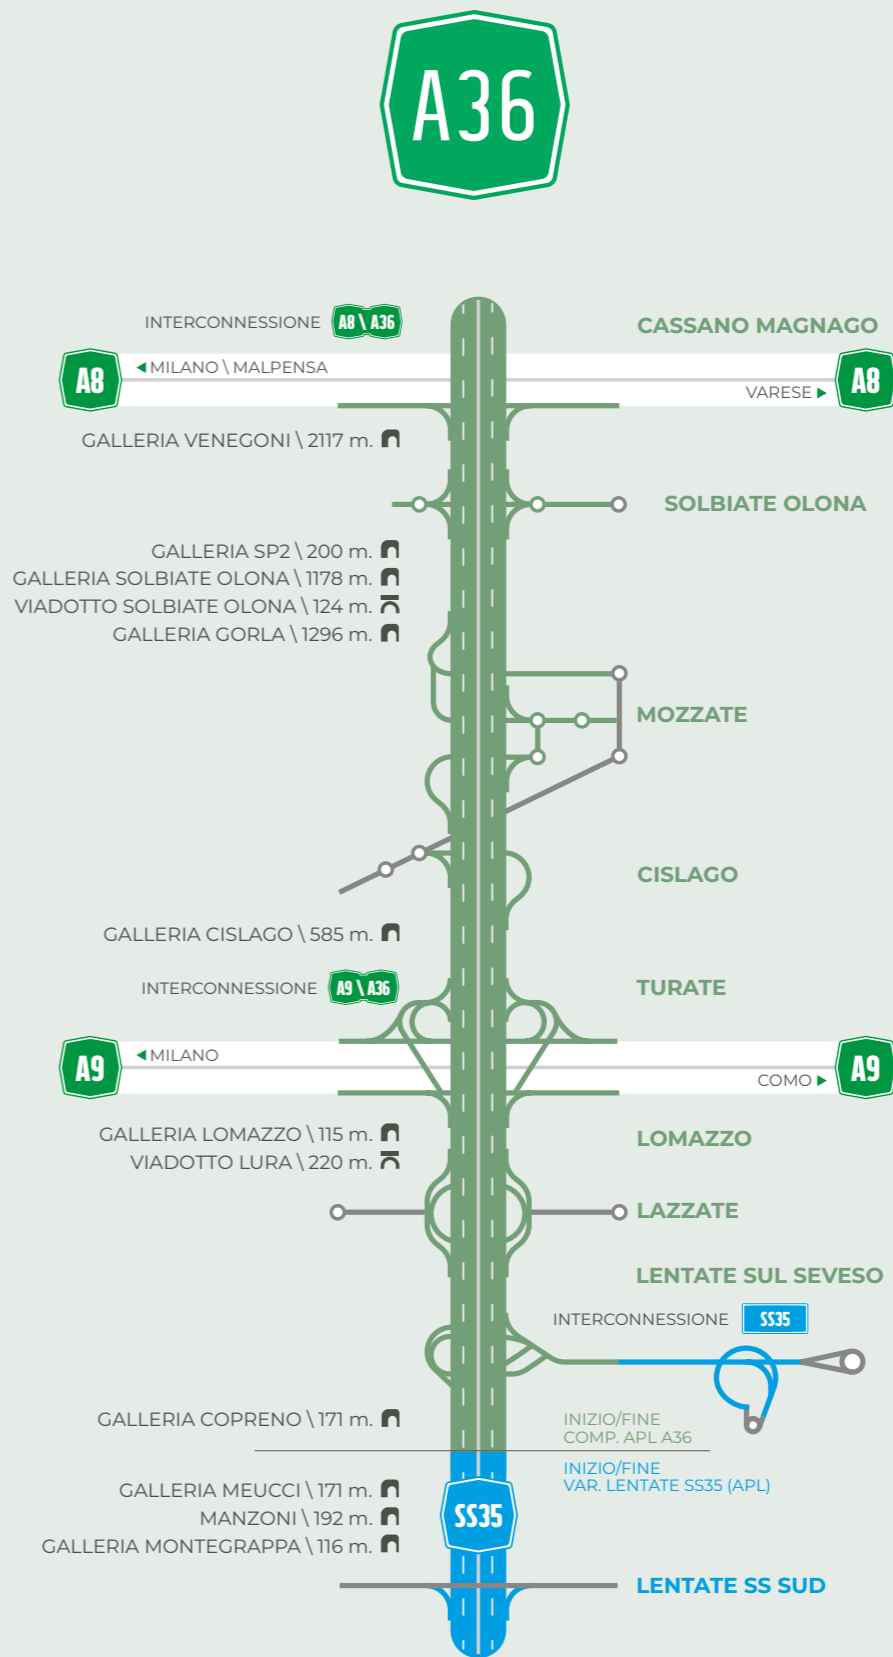 A36
INTERCONNESSIONE A8 \ A36
CASSANO MAGNAGO
A8
◄ MILANO \ MALPENSA
VARESE ►
A8
GALLERIA VENEGONI \ 2117 m.
SOLBIATE OLONA
GALLERIA SP2 \ 200 m.
GALLERIA SOLBIATE OLONA \ 1178 m.
VIADOTTO SOLBIATE OLONA \ 124 m.
GALLERIA GORLA \ 1296 m.
MOZZATE
CISLAGO
GALLERIA CISLAGO \ 585 m.
INTERCONNESSIONE A9 \ A36
TURATE
A9
◄ MILANO
COMO ►
A9
GALLERIA LOMAZZO \ 115 m.
LOMAZZO
VIADOTTO LURA \ 220 m.
LAZZATE
LENTATE SUL SEVESO
INTERCONNESSIONE SS35
GALLERIA COPRENO \ 171 m.
INIZIO/FINE
COMP. APL A36
INIZIO/FINE
VAR. LENTATE SS35 (APL)
GALLERIA MEUCCI \ 171 m.
MANZONI \ 192 m.
GALLERIA MONTEGRAPPA \ 116 m.
SS35
LENTATE SS SUD